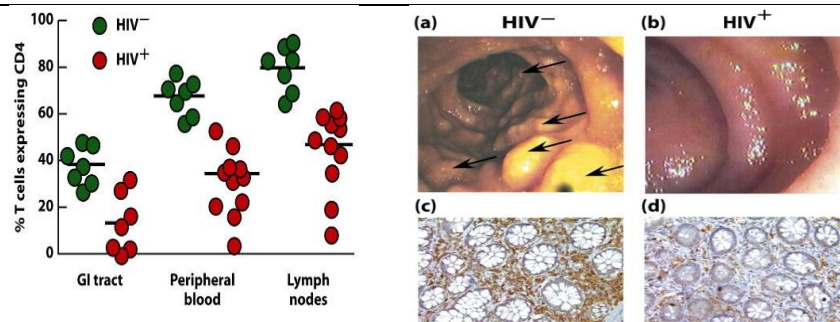 HIV⁻
HIV⁺
% T cells expressing CD4
100
80
60
40
20
0
GI tract
Peripheral
blood
Lymph
nodes
(a)
HIV⁻
(b)
HIV⁺
(c)
(d)